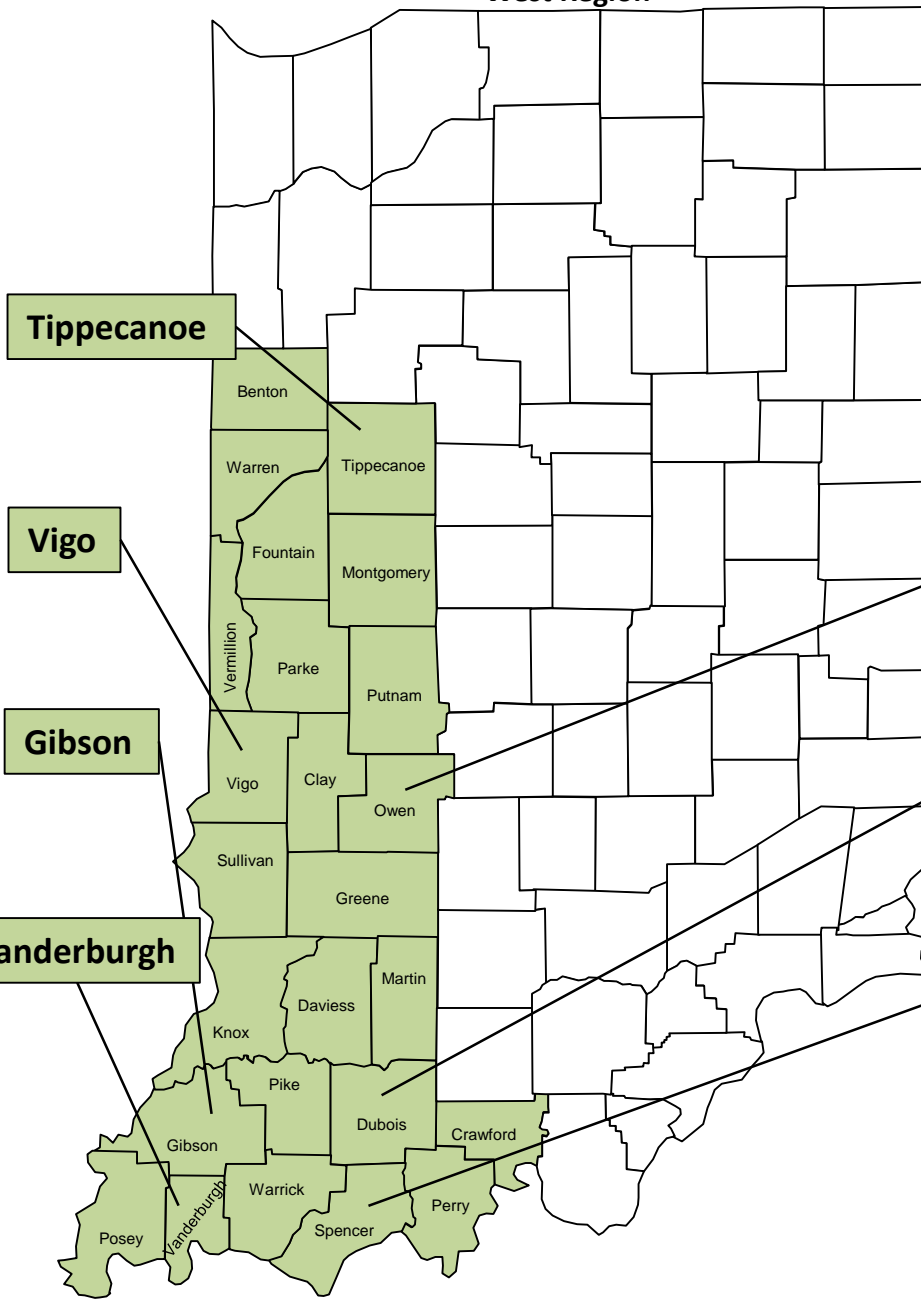 West Region
Tippecanoe
Benton
Warren
Tippecanoe
Vigo
Fountain
Montgomery
Vermillion
Parke
Putnam
Gibson
Vigo
Clay
Owen
Sullivan
Greene
anderburgh
Martin
Daviess
Knox
Pike
Dubois
Crawford
Gibson
Warrick
Vanderburgh
Perry
Spencer
Posey